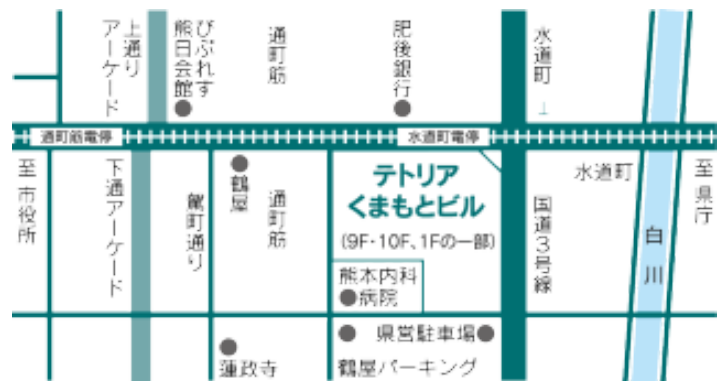 上通り
アーケード
びぷれす
熊日会館
通町筋
肥後銀行
水道町
通町筋電停
水道町電停
至市役所
下通アーケード
駕町通り
鶴屋
通町筋
テトリア
くまもとビル
(9F・10F、1Fの一部)
熊本内科
病院
国道3号線
水道町
白川
至県庁
蓮政寺
県営駐車場
鶴屋パーキング